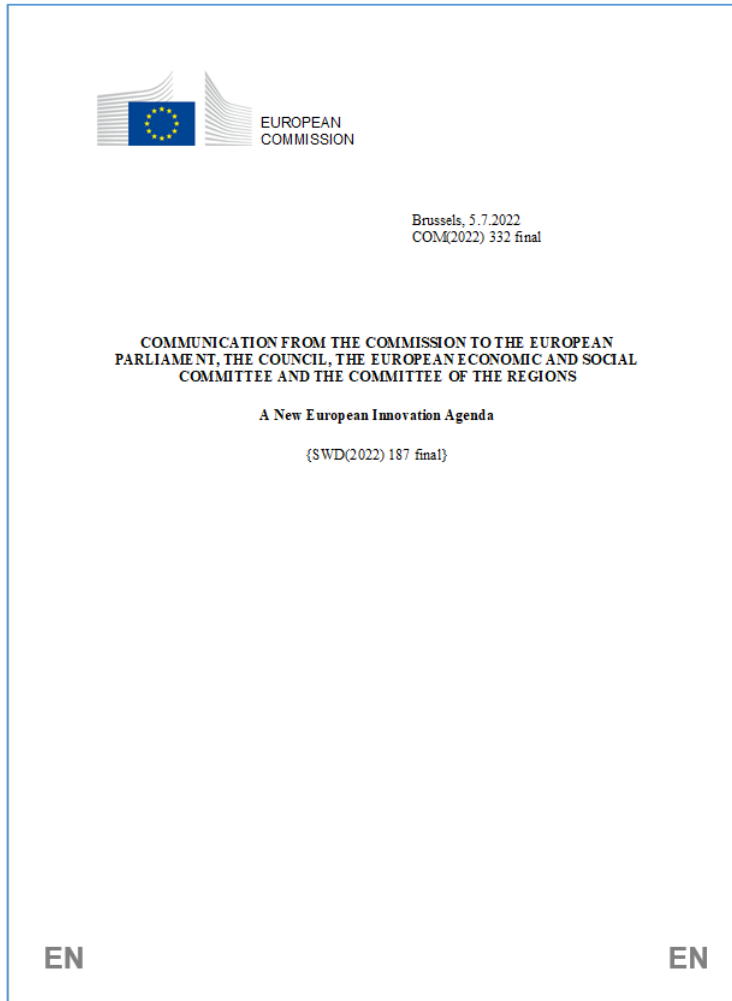 EUROPEAN
COMMISSION
Brussels, 5.7.2022
COM(2022) 332 final
COMMUNICATION FROM THE COMMISSION TO THE EUROPEAN
PARLIAMENT, THE COUNCIL, THE EUROPEAN ECONOMIC AND SOCIAL
COMMITTEE AND THE COMMITTEE OF THE REGIONS
A New European Innovation Agenda
{SWD(2022) 187 final}
EN EN